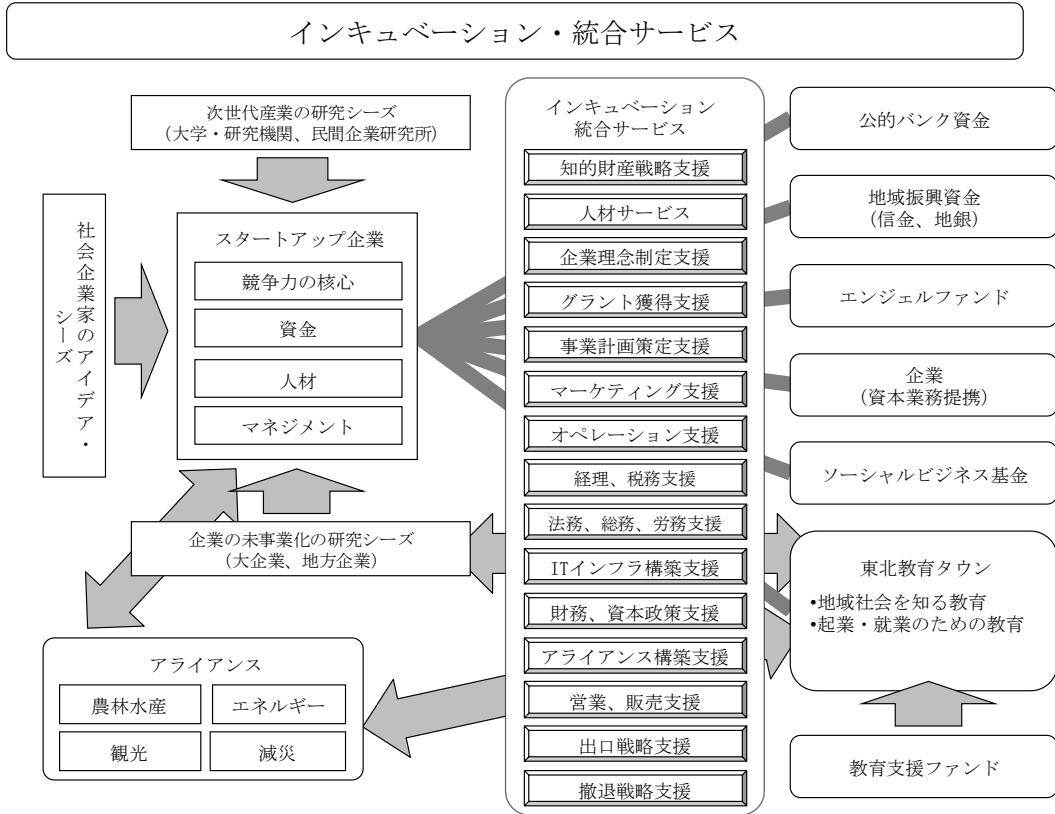 インキュベーション・統合サービス
次世代産業の研究シーズ
（大学・研究機関、民間企業研究所）
社会企業家のアイデア・
シーズ
スタートアップ企業
競争力の核心
資金
人材
マネジメント
企業の未事業化の研究シーズ
（大企業、地方企業）
アライアンス
農林水産
エネルギー
観光
減災
インキュベーション
統合サービス
知的財産戦略支援
人材サービス
企業理念制定支援
グラント獲得支援
事業計画策定支援
マーケティング支援
オペレーション支援
経理、税務支援
法務、総務、労務支援
ITインフラ構築支援
財務、資本政策支援
アライアンス構築支援
営業、販売支援
出口戦略支援
撤退戦略支援
公的バンク資金
地域振興資金
（信金、地銀）
エンジェルファンド
企業
（資本業務提携）
ソーシャルビジネス基金
東北教育タウン
•地域社会を知る教育
•起業・就業のための教育
教育支援ファンド